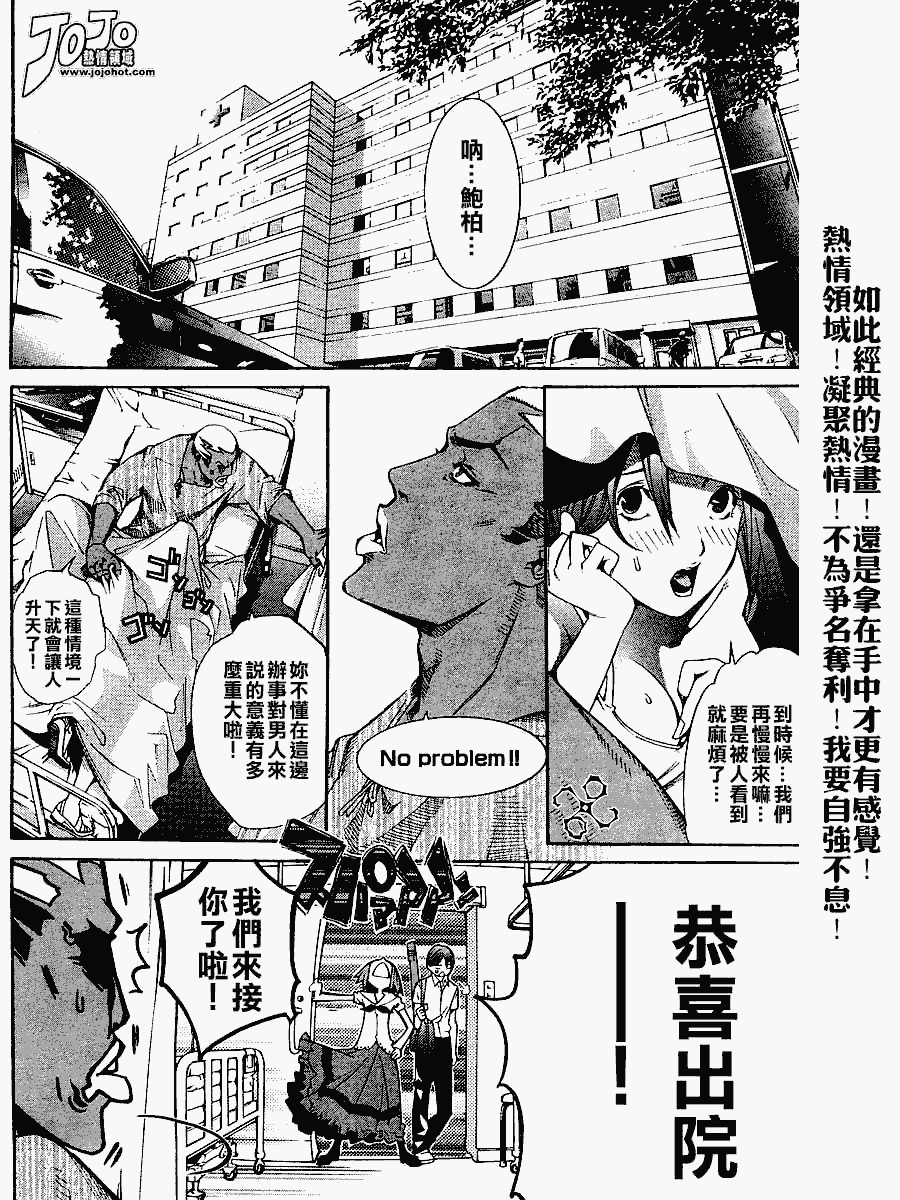 JOJO
熱情領域
www.jojohot.com
吶…鮑柏…
如此經典的漫畫！還是拿在手中才更有感覺！
熱情領域！凝聚熱情！不為爭名奪利！我要自強不息！
到時候…我們
再慢慢來嘛…
要是被人看到
就麻煩了…
No problem!!
妳不懂在這邊
辦事對男人來
說的意義有多
麼重大啦！
這種情境一
下就會讓人
升天了！
ゴソ
ゴソ
ゴソ
恭喜出院
——！
我們來接
你了啦！